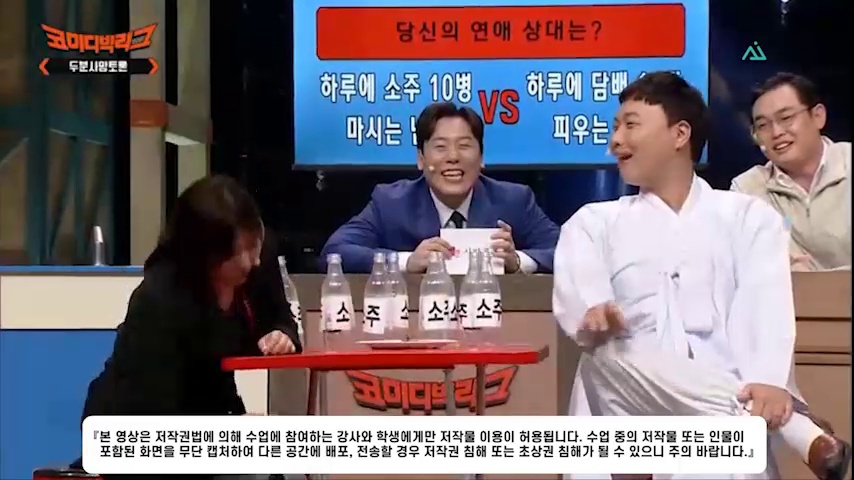 코미디빅리그
두분사망토론
당신의 연애 상대는?
하루에 소주 10병
마시는
VS
하루에 담배
피우는
소주
소
소주
소주
코미디빅리그
『본 영상은 저작권법에 의해 수업에 참여하는 강사와 학생에게만 저작물 이용이 허용됩니다. 수업 중의 저작물 또는 인물이
포함된 화면을 무단 캡처하여 다른 공간에 배포, 전송할 경우 저작권 침해 또는 초상권 침해가 될 수 있으니 주의 바랍니다.』